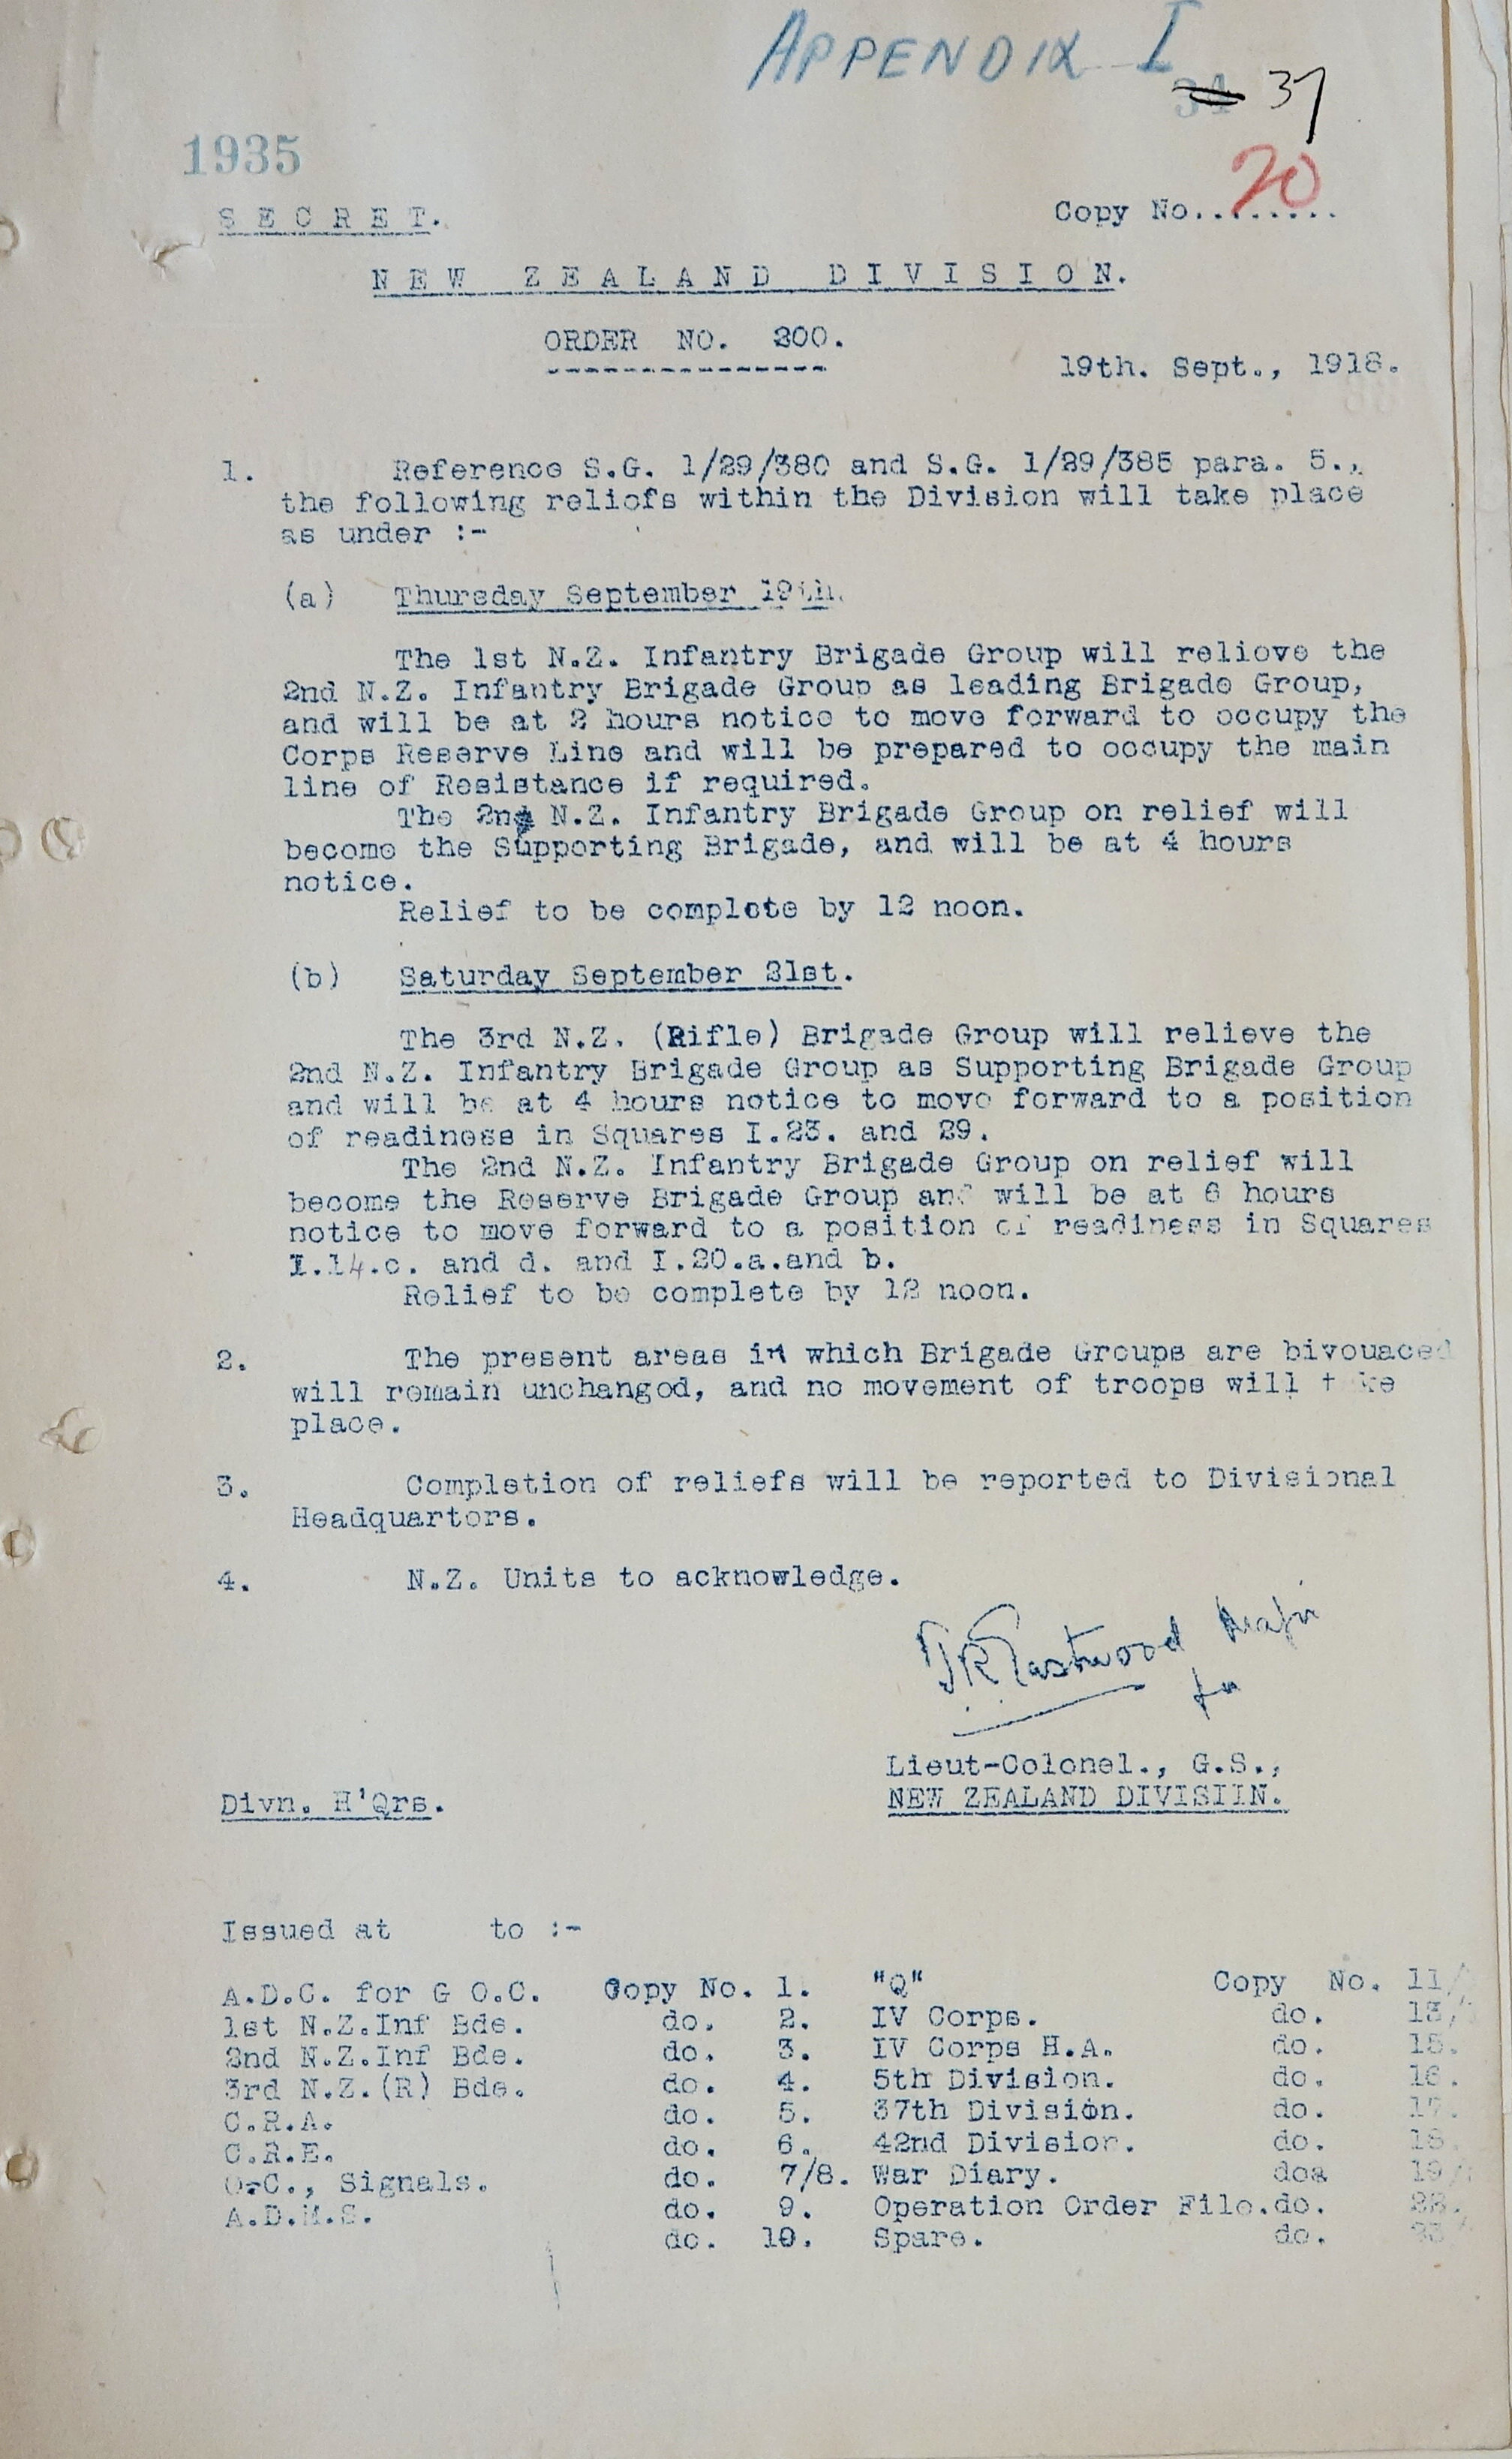 APPENDIX I
34 37
1935
20
SECRET.
Copy No.........
NEW ZEALAND DIVISION.
ORDER NO. 200.
19th. Sept., 1918.
1. Reference S.G. 1/29/380 and S.G. 1/29/385 para. 5.,
the following reliefs within the Division will take place
as under :-
(a) Thursday September 19th.
The 1st N.Z. Infantry Brigade Group will relieve the
2nd N.Z. Infantry Brigade Group as leading Brigade Group,
and will be at 2 hours notice to move forward to occupy the
Corps Reserve Line and will be prepared to occupy the main
line of Resistance if required.
The 2nd N.Z. Infantry Brigade Group on relief will
become the Supporting Brigade, and will be at 4 hours
notice.
Relief to be complete by 12 noon.
(b) Saturday September 21st.
The 3rd N.Z. (Rifle) Brigade Group will relieve the
2nd N.Z. Infantry Brigade Group as Supporting Brigade Group
and will be at 4 hours notice to move forward to a position
of readiness in Squares I.23. and 29.
The 2nd N.Z. Infantry Brigade Group on relief will
become the Reserve Brigade Group and will be at 6 hours
notice to move forward to a position of readiness in Squares
I.14.c. and d. and I.20.a.and b.
Relief to be complete by 12 noon.
2. The present areas in which Brigade Groups are bivouaced
will remain unchanged, and no movement of troops will take
place.
3. Completion of reliefs will be reported to Divisional
Headquarters.
4. N.Z. Units to acknowledge.
TREastwood Major
for
Lieut-Colonel., G.S.,
Divn. H'Qrs. NEW ZEALAND DIVISIIN.
Issued at to :-
A.D.C. for G O.C. Copy No. 1. "Q" Copy No. 11/
1st N.Z.Inf Bde. do. 2. IV Corps. do. 13/
2nd N.Z.Inf Bde. do. 3. IV Corps H.A. do. 15.
3rd N.Z.(R) Bde. do. 4. 5th Division. do. 16.
C.R.A. do. 5. 37th Division. do. 17.
C.R.E. do. 6. 42nd Division. do. 18.
O.C., Signals. do. 7/8. War Diary. doa 19/
A.D.M.S. do. 9. Operation Order File.do. 22.
do. 10. Spare. do. 23/